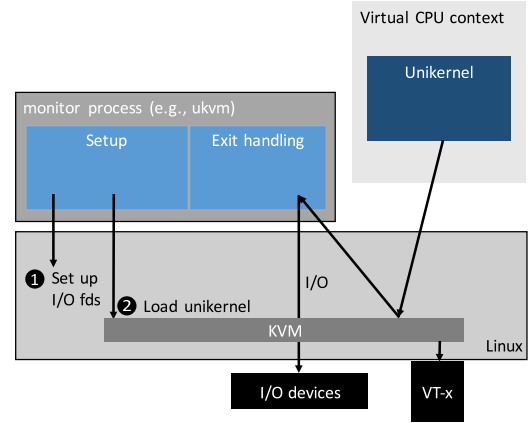 Virtual CPU context
Unikernel
monitor process (e.g., ukvm)
Setup
Exit handling
1 Set up
I/O fds
2 Load unikernel
I/O
KVM
Linux
I/O devices
VT-x